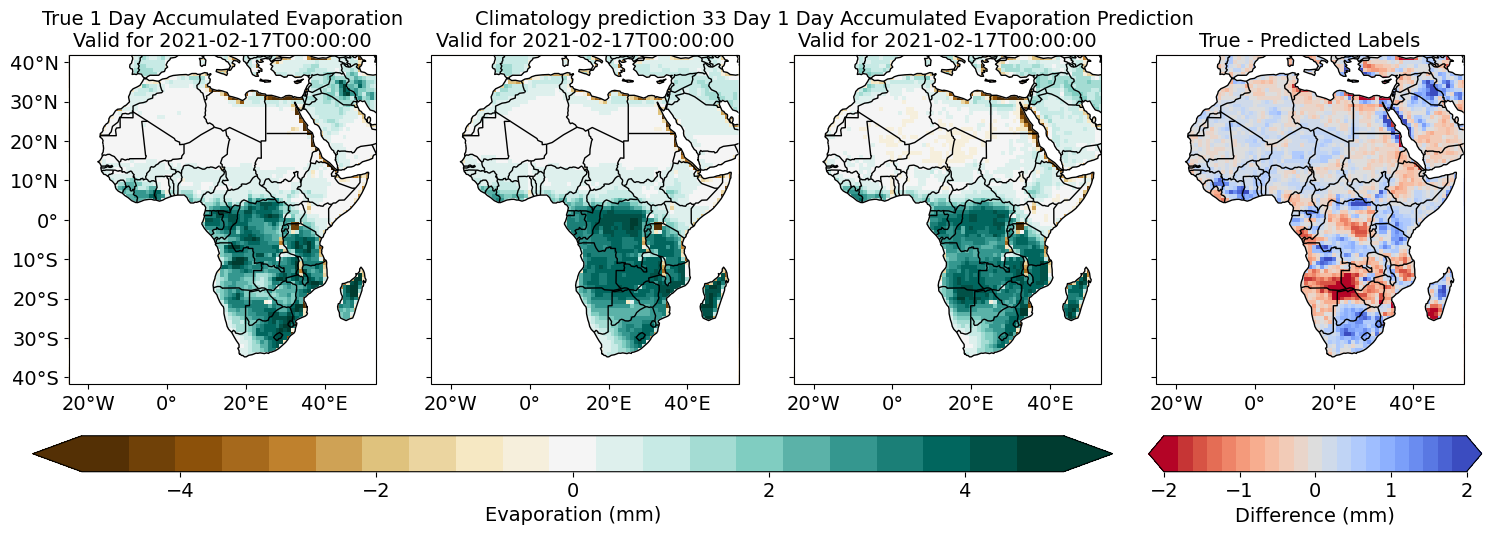 True 1 Day Accumulated Evaporation
Valid for 2021-02-17T00:00:00
Climatology prediction 33 Day 1 Day Accumulated Evaporation Prediction
Valid for 2021-02-17T00:00:00
Valid for 2021-02-17T00:00:00
True - Predicted Labels
40°N
30°N
20°N
10°N
0°
10°S
20°S
30°S
40°S
20°W 0° 20°E 40°E
20°W 0° 20°E 40°E
20°W 0° 20°E 40°E
20°W 0° 20°E 40°E
−4 −2 0 2 4
Evaporation (mm)
−2 −1 0 1 2
Difference (mm)